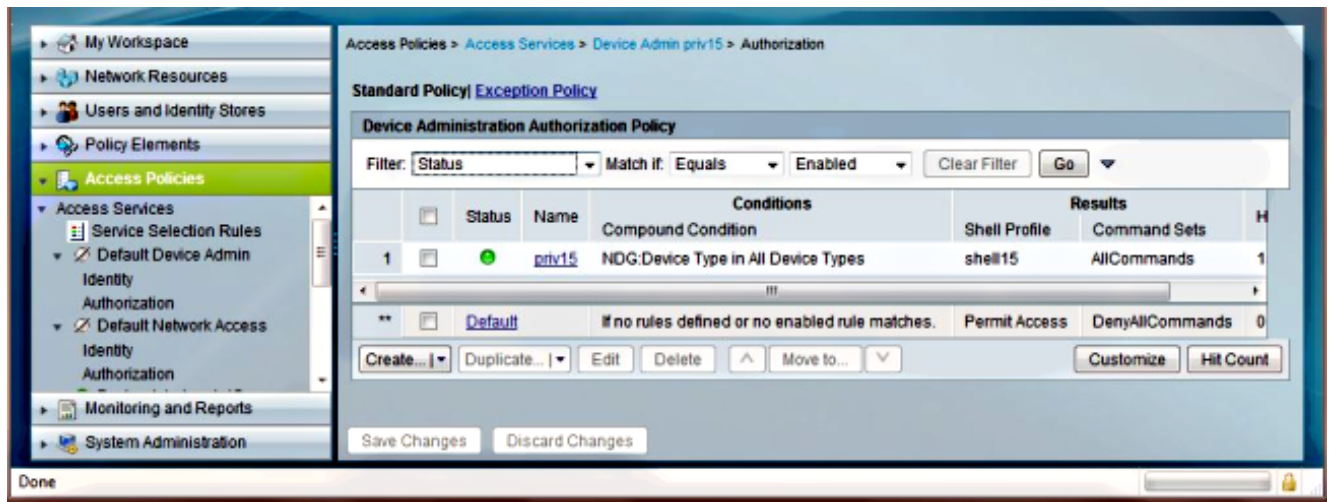 My Workspace
Network Resources
Users and Identity Stores
Policy Elements
Access Policies
Access Services
Service Selection Rules
Default Device Admin
Identity
Authorization
Default Network Access
Identity
Authorization
Monitoring and Reports
System Administration
Access Policies > Access Services > Device Admin priv15 > Authorization
Standard Policy| Exception Policy
Device Administration Authorization Policy
Filter: Status Match if: Equals Enabled Clear Filter Go
Conditions Results
Status Name Compound Condition Shell Profile Command Sets H
1 priv15 NDG:Device Type in All Device Types shell15 AllCommands 1
** Default If no rules defined or no enabled rule matches. Permit Access DenyAllCommands 0
Create... | Duplicate... | Edit Delete Move to... Customize Hit Count
Save Changes Discard Changes
Done